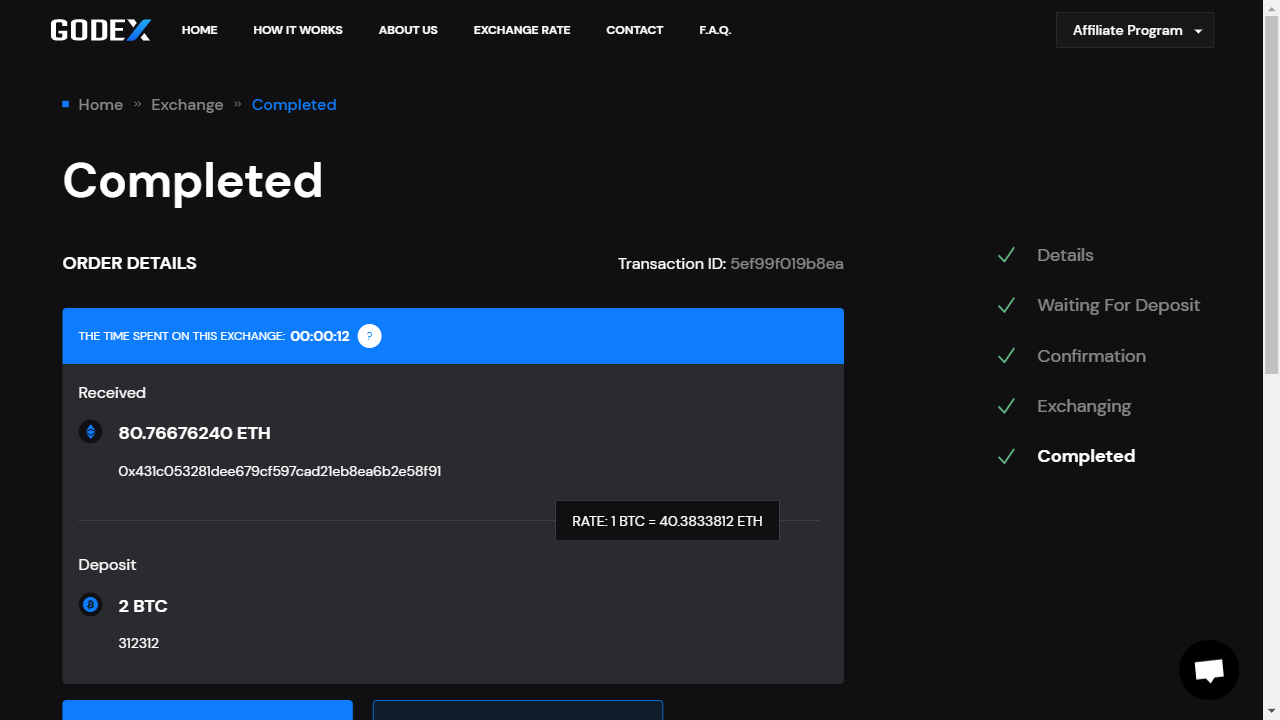 GODEX HOME HOW IT WORKS ABOUT US EXCHANGE RATE CONTACT F.A.Q. Affiliate Program
Home » Exchange » Completed
Completed
ORDER DETAILS
Transaction ID: 5ef99f019b8ea
THE TIME SPENT ON THIS EXCHANGE: 00:00:12 ?
Received
80.76676240 ETH
0x431c053281dee679cf597cad21eb8ea6b2e58f91
RATE: 1 BTC = 40.3833812 ETH
Deposit
2 BTC
312312
Details
Waiting For Deposit
Confirmation
Exchanging
Completed